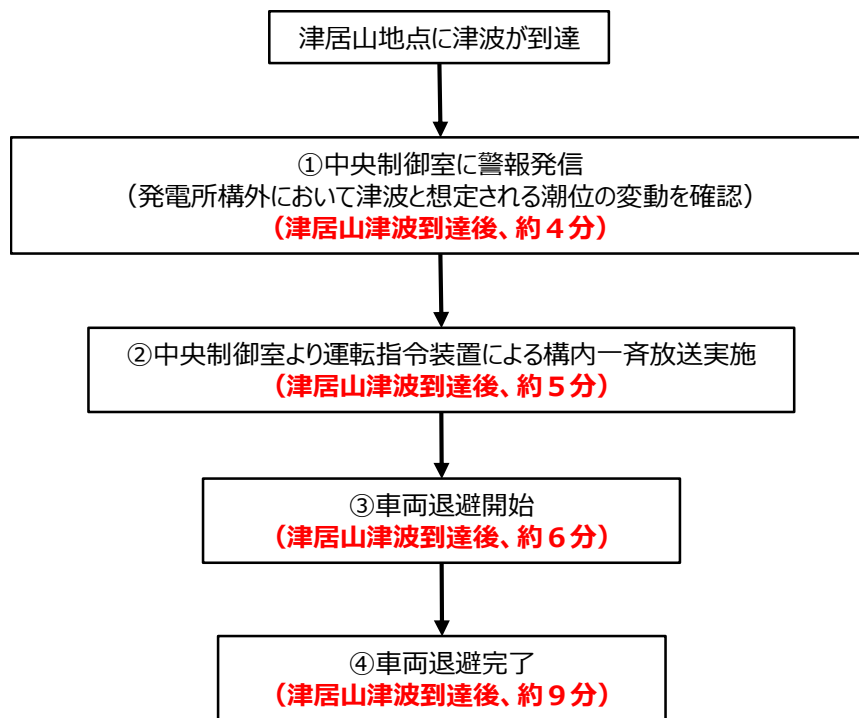 津居山地点に津波が到達
①中央制御室に警報発信
（発電所構外において津波と想定される潮位の変動を確認）
（津居山津波到達後、約４分）
②中央制御室より運転指令装置による構内一斉放送実施
（津居山津波到達後、約５分）
③車両退避開始
（津居山津波到達後、約６分）
④車両退避完了
（津居山津波到達後、約９分）